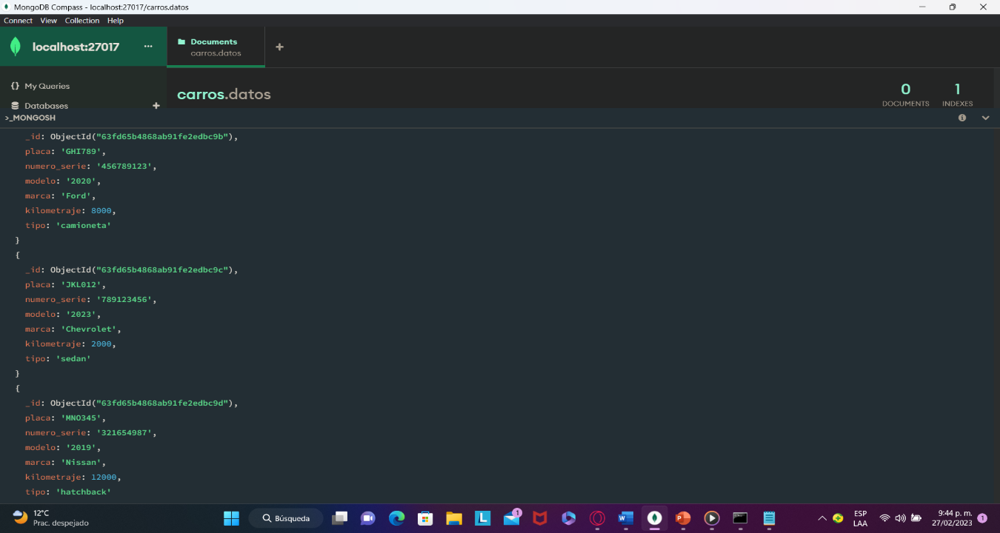 MongoDB Compass - localhost:27017/carros.datos
Connect View Collection Help
localhost:27017 ...
Documents
carros.datos
+
{} My Queries
Databases +
carros.datos
0
DOCUMENTS
1
INDEXES
>_MONGOSH
_id: ObjectId("63fd65b4868ab91fe2edbc9b"),
placa: 'GHI789',
numero_serie: '456789123',
modelo: '2020',
marca: 'Ford',
kilometraje: 8000,
tipo: 'camioneta'
}
{
_id: ObjectId("63fd65b4868ab91fe2edbc9c"),
placa: 'JKL012',
numero_serie: '789123456',
modelo: '2023',
marca: 'Chevrolet',
kilometraje: 2000,
tipo: 'sedan'
}
{
_id: ObjectId("63fd65b4868ab91fe2edbc9d"),
placa: 'MNO345',
numero_serie: '321654987',
modelo: '2019',
marca: 'Nissan',
kilometraje: 12000,
tipo: 'hatchback'
12°C
Prac. despejado
Búsqueda
L
1
W
P
ESP
LAA
9:44 p. m.
27/02/2023
1